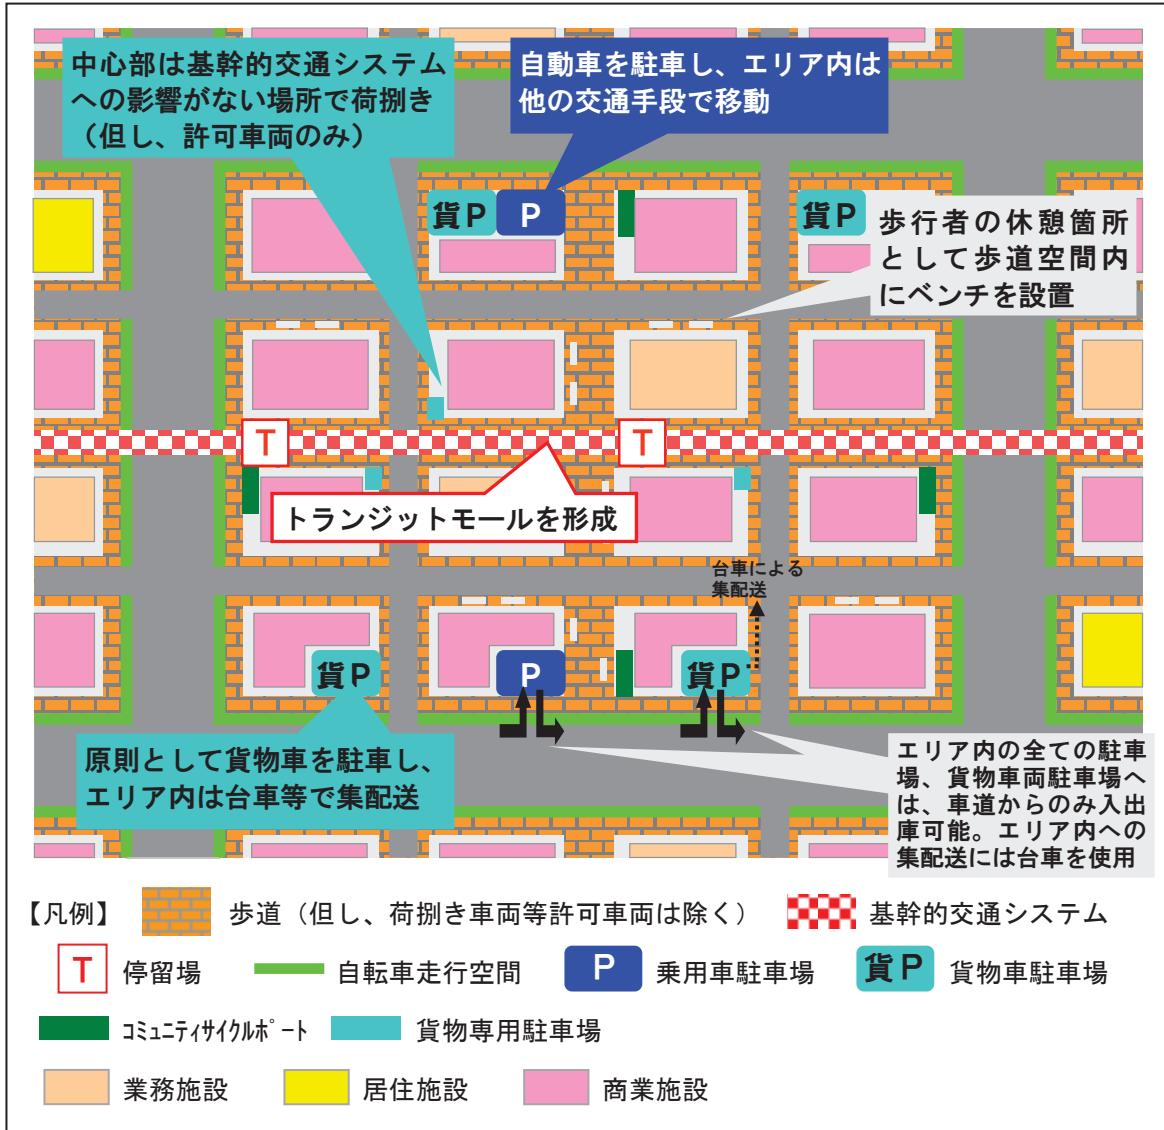 中心部は基幹的交通システム
への影響がない場所で荷捌き
（但し、許可車両のみ）
自動車を駐車し、エリア内は
他の交通手段で移動
貨P
P
貨P
歩行者の休憩箇所
として歩道空間内
にベンチを設置
T
T
トランジットモールを形成
台車による
集配送
貨P
P
貨P
原則として貨物車を駐車し、
エリア内は台車等で集配送
エリア内の全ての駐車
場、貨物車両駐車場へ
は、車道からのみ入出
庫可能。エリア内への
集配送には台車を使用
【凡例】
歩道（但し、荷捌き車両等許可車両は除く）
基幹的交通システム
T
停留場
自転車走行空間
P
乗用車駐車場
貨P
貨物車駐車場
ｺﾐｭﾆﾃｨｻｲｸﾙﾎﾟｰﾄ
貨物専用駐車場
業務施設
居住施設
商業施設